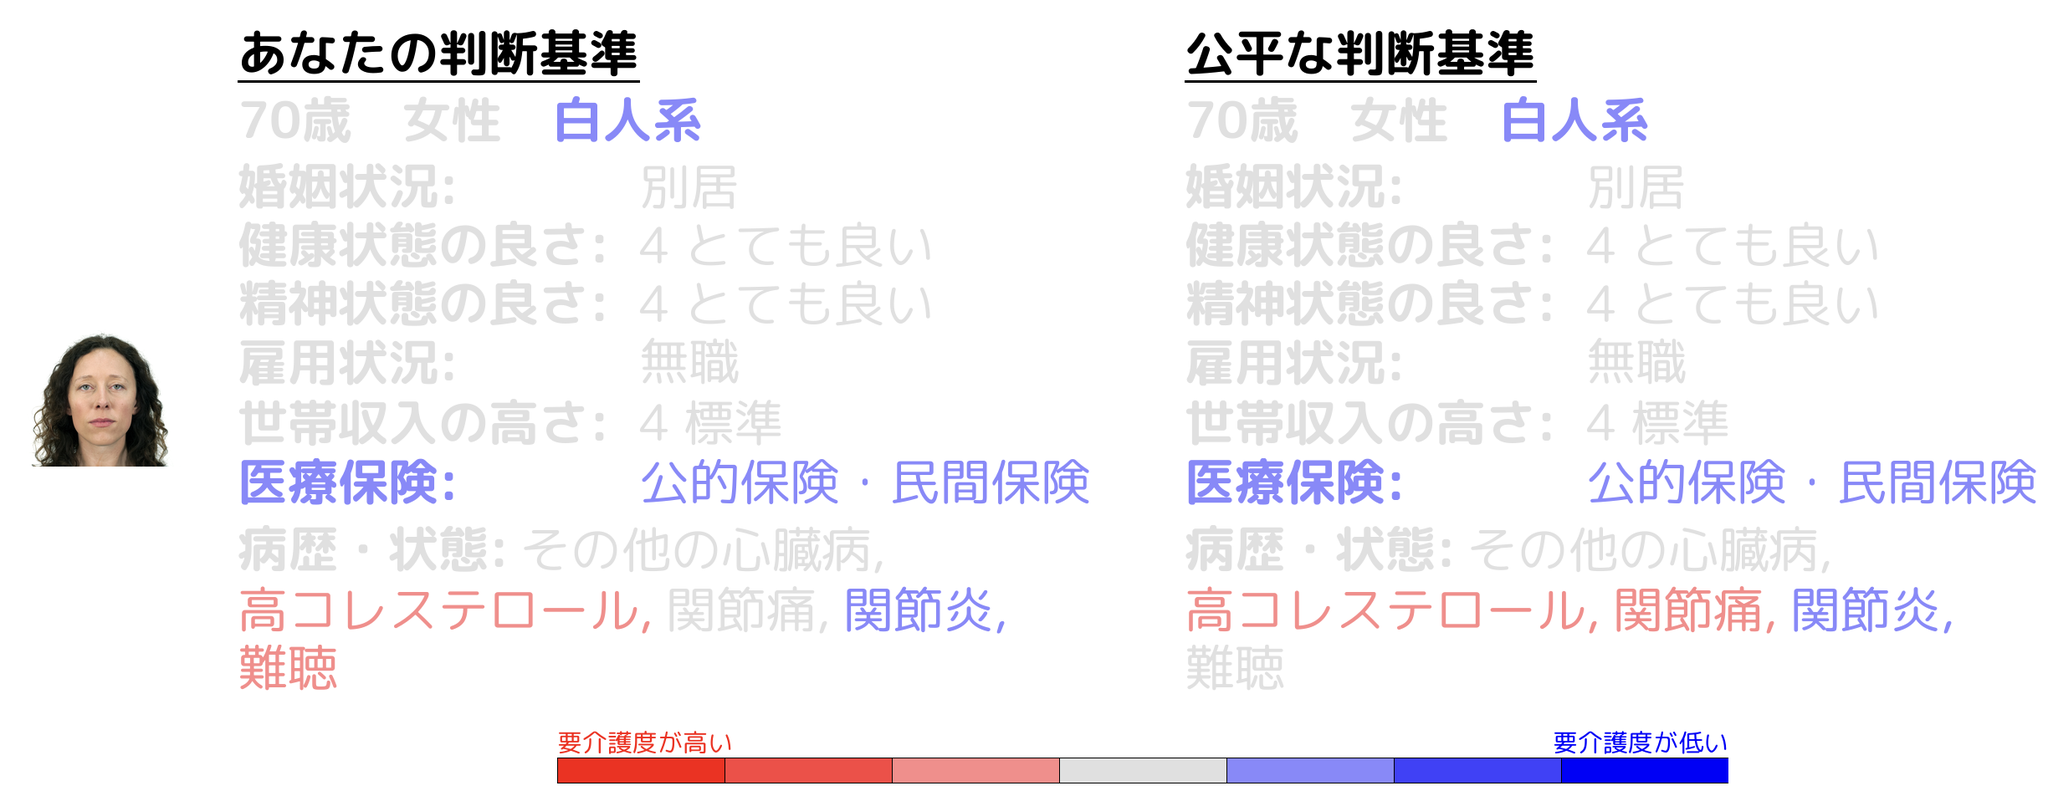 あなたの判断基準
70歳 女性 白人系
婚姻状況: 別居
健康状態の良さ: 4 とても良い
精神状態の良さ: 4 とても良い
雇用状況: 無職
世帯収入の高さ: 4 標準
医療保険: 公的保険・民間保険
病歴・状態: その他の心臓病,
高コレステロール, 関節痛, 関節炎,
難聴
公平な判断基準
70歳 女性 白人系
婚姻状況: 別居
健康状態の良さ: 4 とても良い
精神状態の良さ: 4 とても良い
雇用状況: 無職
世帯収入の高さ: 4 標準
医療保険: 公的保険・民間保険
病歴・状態: その他の心臓病,
高コレステロール, 関節痛, 関節炎,
難聴
要介護度が高い
要介護度が低い